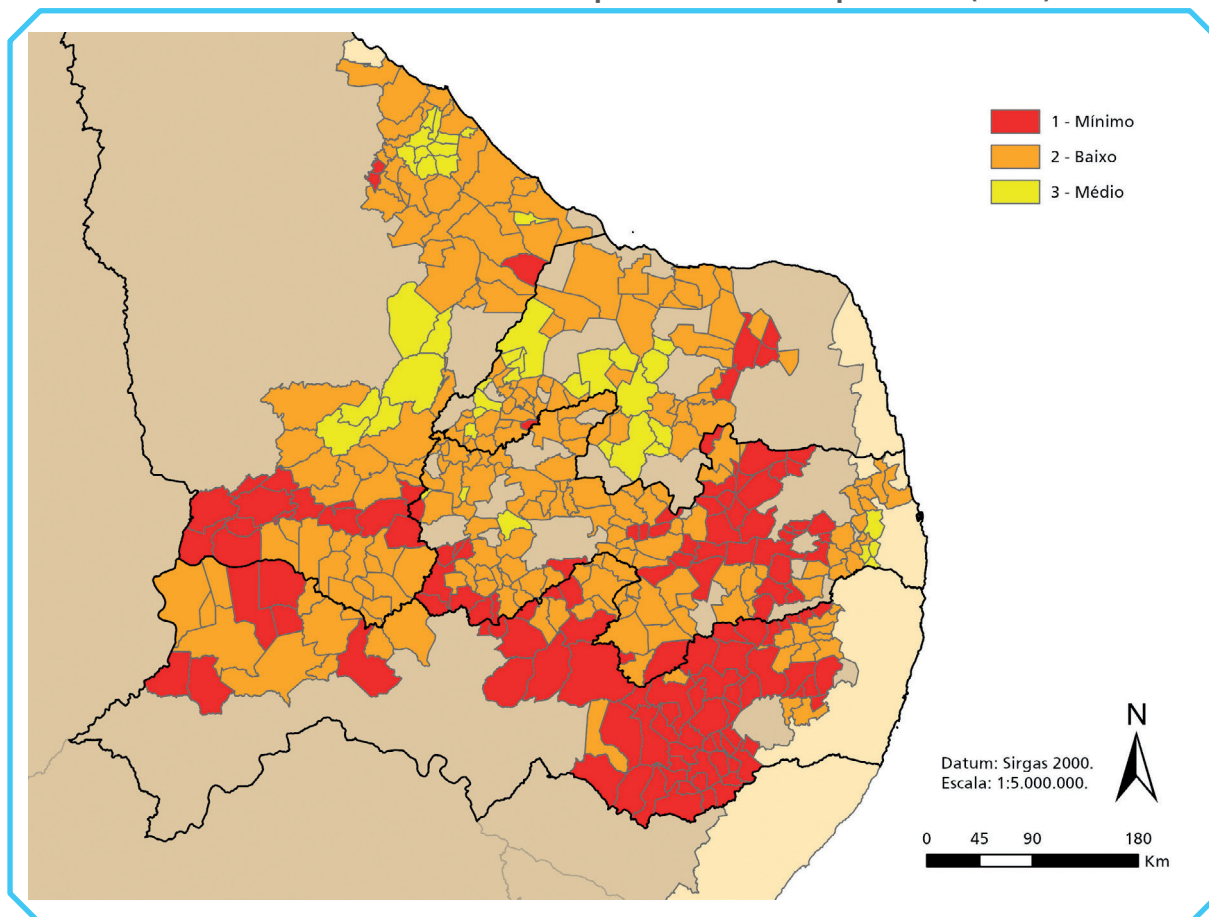 1 - Mínimo
2 - Baixo
3 - Médio
N
Datum: Sirgas 2000.
Escala: 1:5.000.000.
0 45 90 180
Km